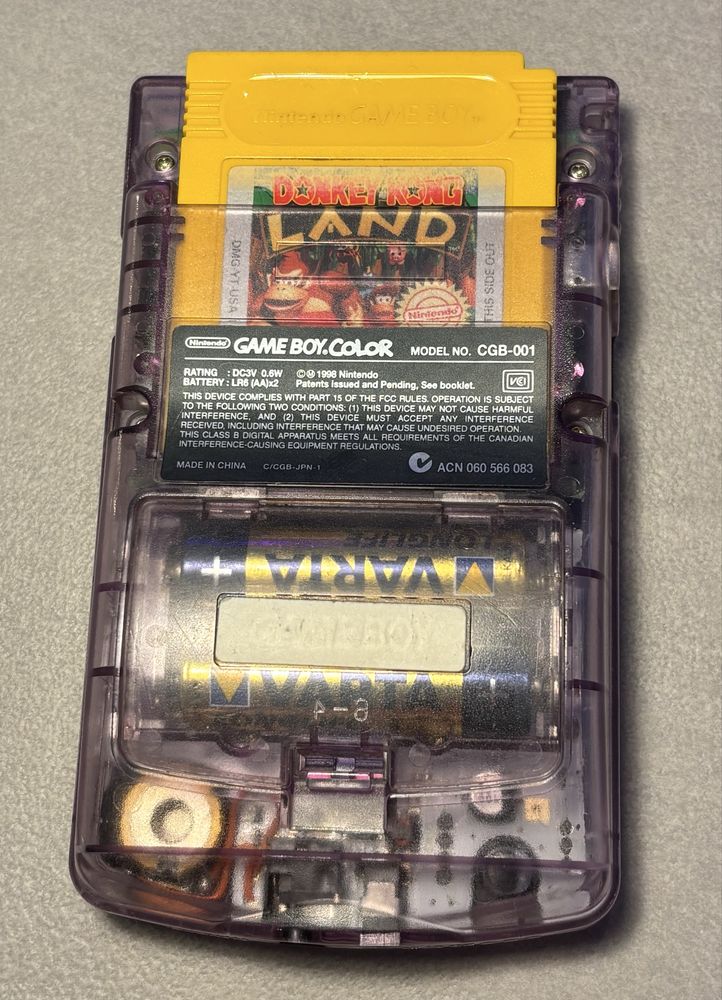 Nintendo GAME BOY TM
DONKEY KONG
LAND
DMG-YT-USA
THIS SIDE OUT
Nintendo
Nintendo GAME BOY COLOR MODEL NO. CGB-001
RATING : DC3V 0.6W
BATTERY : LR6 (AA)x2
©Ⓜ1998 Nintendo
Patents Issued and Pending, See booklet.
VCI
THIS DEVICE COMPLIES WITH PART 15 OF THE FCC RULES. OPERATION IS SUBJECT
TO THE FOLLOWING TWO CONDITIONS: (1) THIS DEVICE MAY NOT CAUSE HARMFUL
INTERFERENCE, AND (2) THIS DEVICE MUST ACCEPT ANY INTERFERENCE
RECEIVED, INCLUDING INTERFERENCE THAT MAY CAUSE UNDESIRED OPERATION.
THIS CLASS B DIGITAL APPARATUS MEETS ALL REQUIREMENTS OF THE CANADIAN
INTERFERENCE-CAUSING EQUIPMENT REGULATIONS.
MADE IN CHINA C/CGB-JPN-1 ACN 060 566 083
LONGLIFE
+ VARTA
VARTA